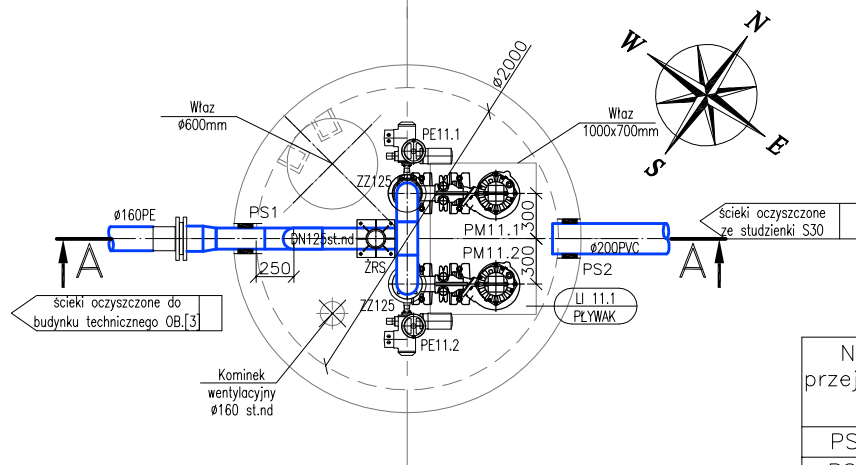 N
W
E
S
Właz
ø600mm
ø2000
PE11.1
Właz
1000x700mm
ZZ125
PS1
ø160PE
DN125st.nd
ŻRS
250
PM11.1
PM11.2
300
300
ø200PVC
PS2
ścieki oczyszczone
ze studzienki S30
A
A
ścieki oczyszczone do
budynku technicznego OB.[3]
ZZ125
PE11.2
LI 11.1
PŁYWAK
Kominek
wentylacyjny
ø160 st.nd
N
przej
PS